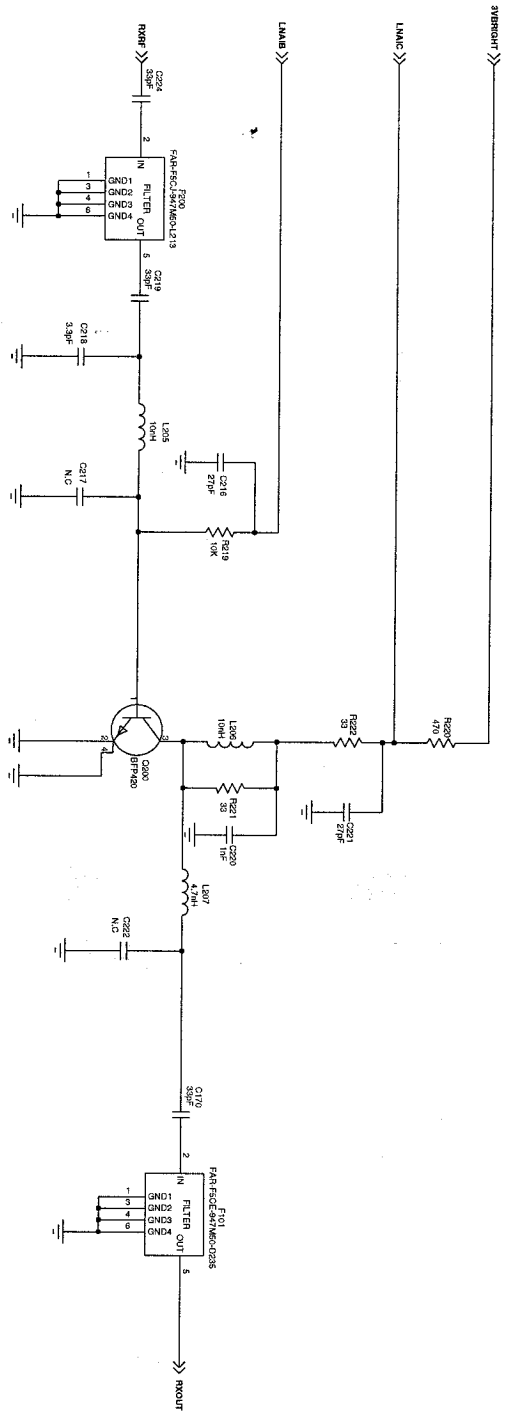 3VBRIGHT
LNAIC
LNAIB
RXRF
C224
33pF
2
IN
F200
FAR-F5CJ-947M50-L213
FILTER
OUT
1
3
4
6
GND1
GND2
GND3
GND4
5
C219
33pF
C218
3.3pF
L205
10nH
C217
N.C
C216
27pF
R219
10K
1
2
3
4
Q200
BFP420
L206
10nH
R222
33
R220
470
C221
27pF
R221
33
C220
1nF
L207
4.7nH
C222
N.C
C170
33pF
2
IN
F101
FAR-F5CE-947M50-D235
FILTER
OUT
1
3
4
6
GND1
GND2
GND3
GND4
5
RXOUT